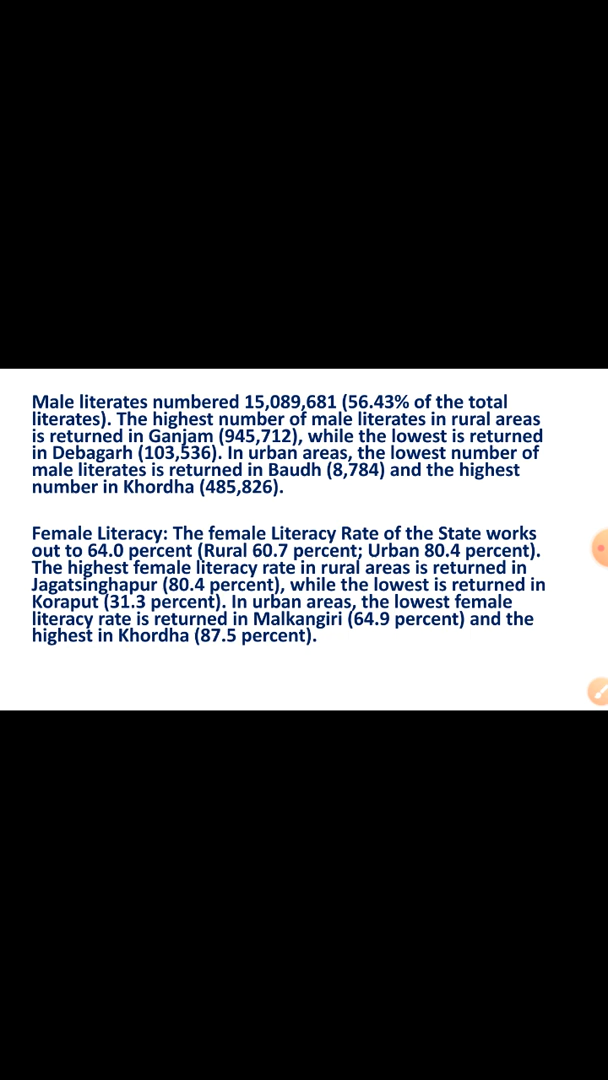 Male literates numbered 15,089,681 (56.43% of the total
literates). The highest number of male literates in rural areas
is returned in Ganjam (945,712), while the lowest is returned
in Debagarh (103,536). In urban areas, the lowest number of
male literates is returned in Baudh (8,784) and the highest
number in Khordha (485,826).
Female Literacy: The female Literacy Rate of the State works
out to 64.0 percent (Rural 60.7 percent; Urban 80.4 percent).
The highest female literacy rate in rural areas is returned in
Jagatsinghapur (80.4 percent), while the lowest is returned in
Koraput (31.3 percent). In urban areas, the lowest female
literacy rate is returned in Malkangiri (64.9 percent) and the
highest in Khordha (87.5 percent).